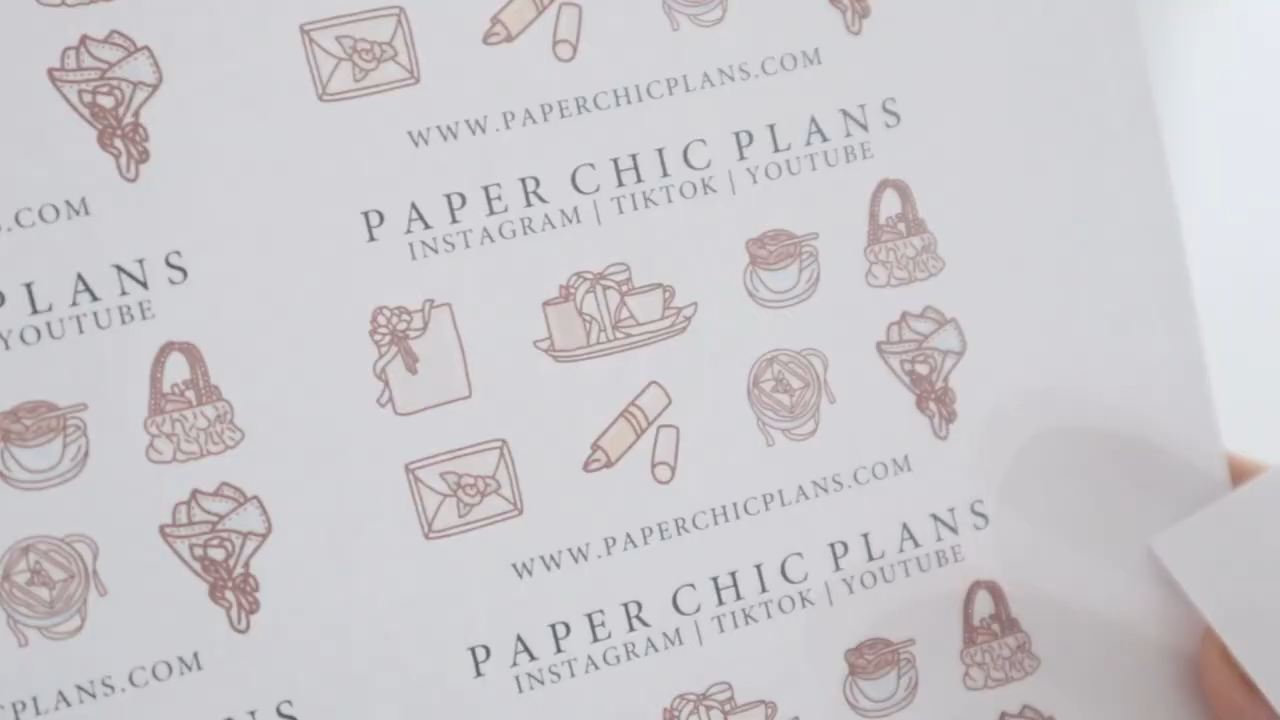 WWW.PAPERCHICPLANS.COM
PAPER CHIC PLANS
INSTAGRAM | TIKTOK | YOUTUBE
S.COM
PLANS
YOUTUBE
WWW.PAPERCHICPLANS.COM
PAPER CHIC PLANS
INSTAGRAM | TIKTOK | YOUTUBE
CPLANS.COM
NS